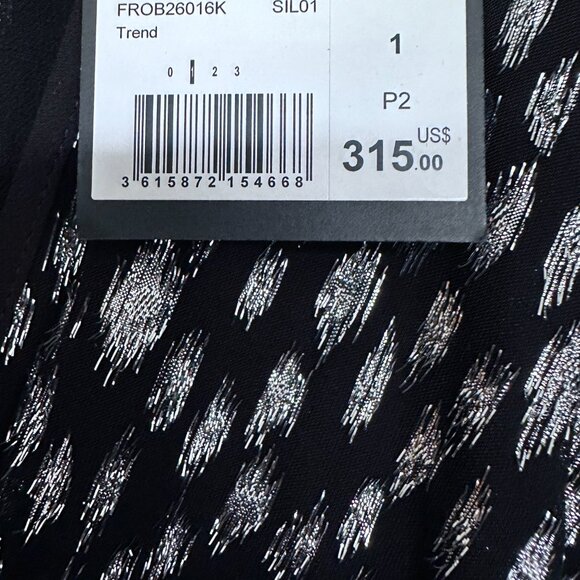 FROB26016K SIL01
Trend
0 1 2 3
3 615872 154668
1
P2
US$
315.00